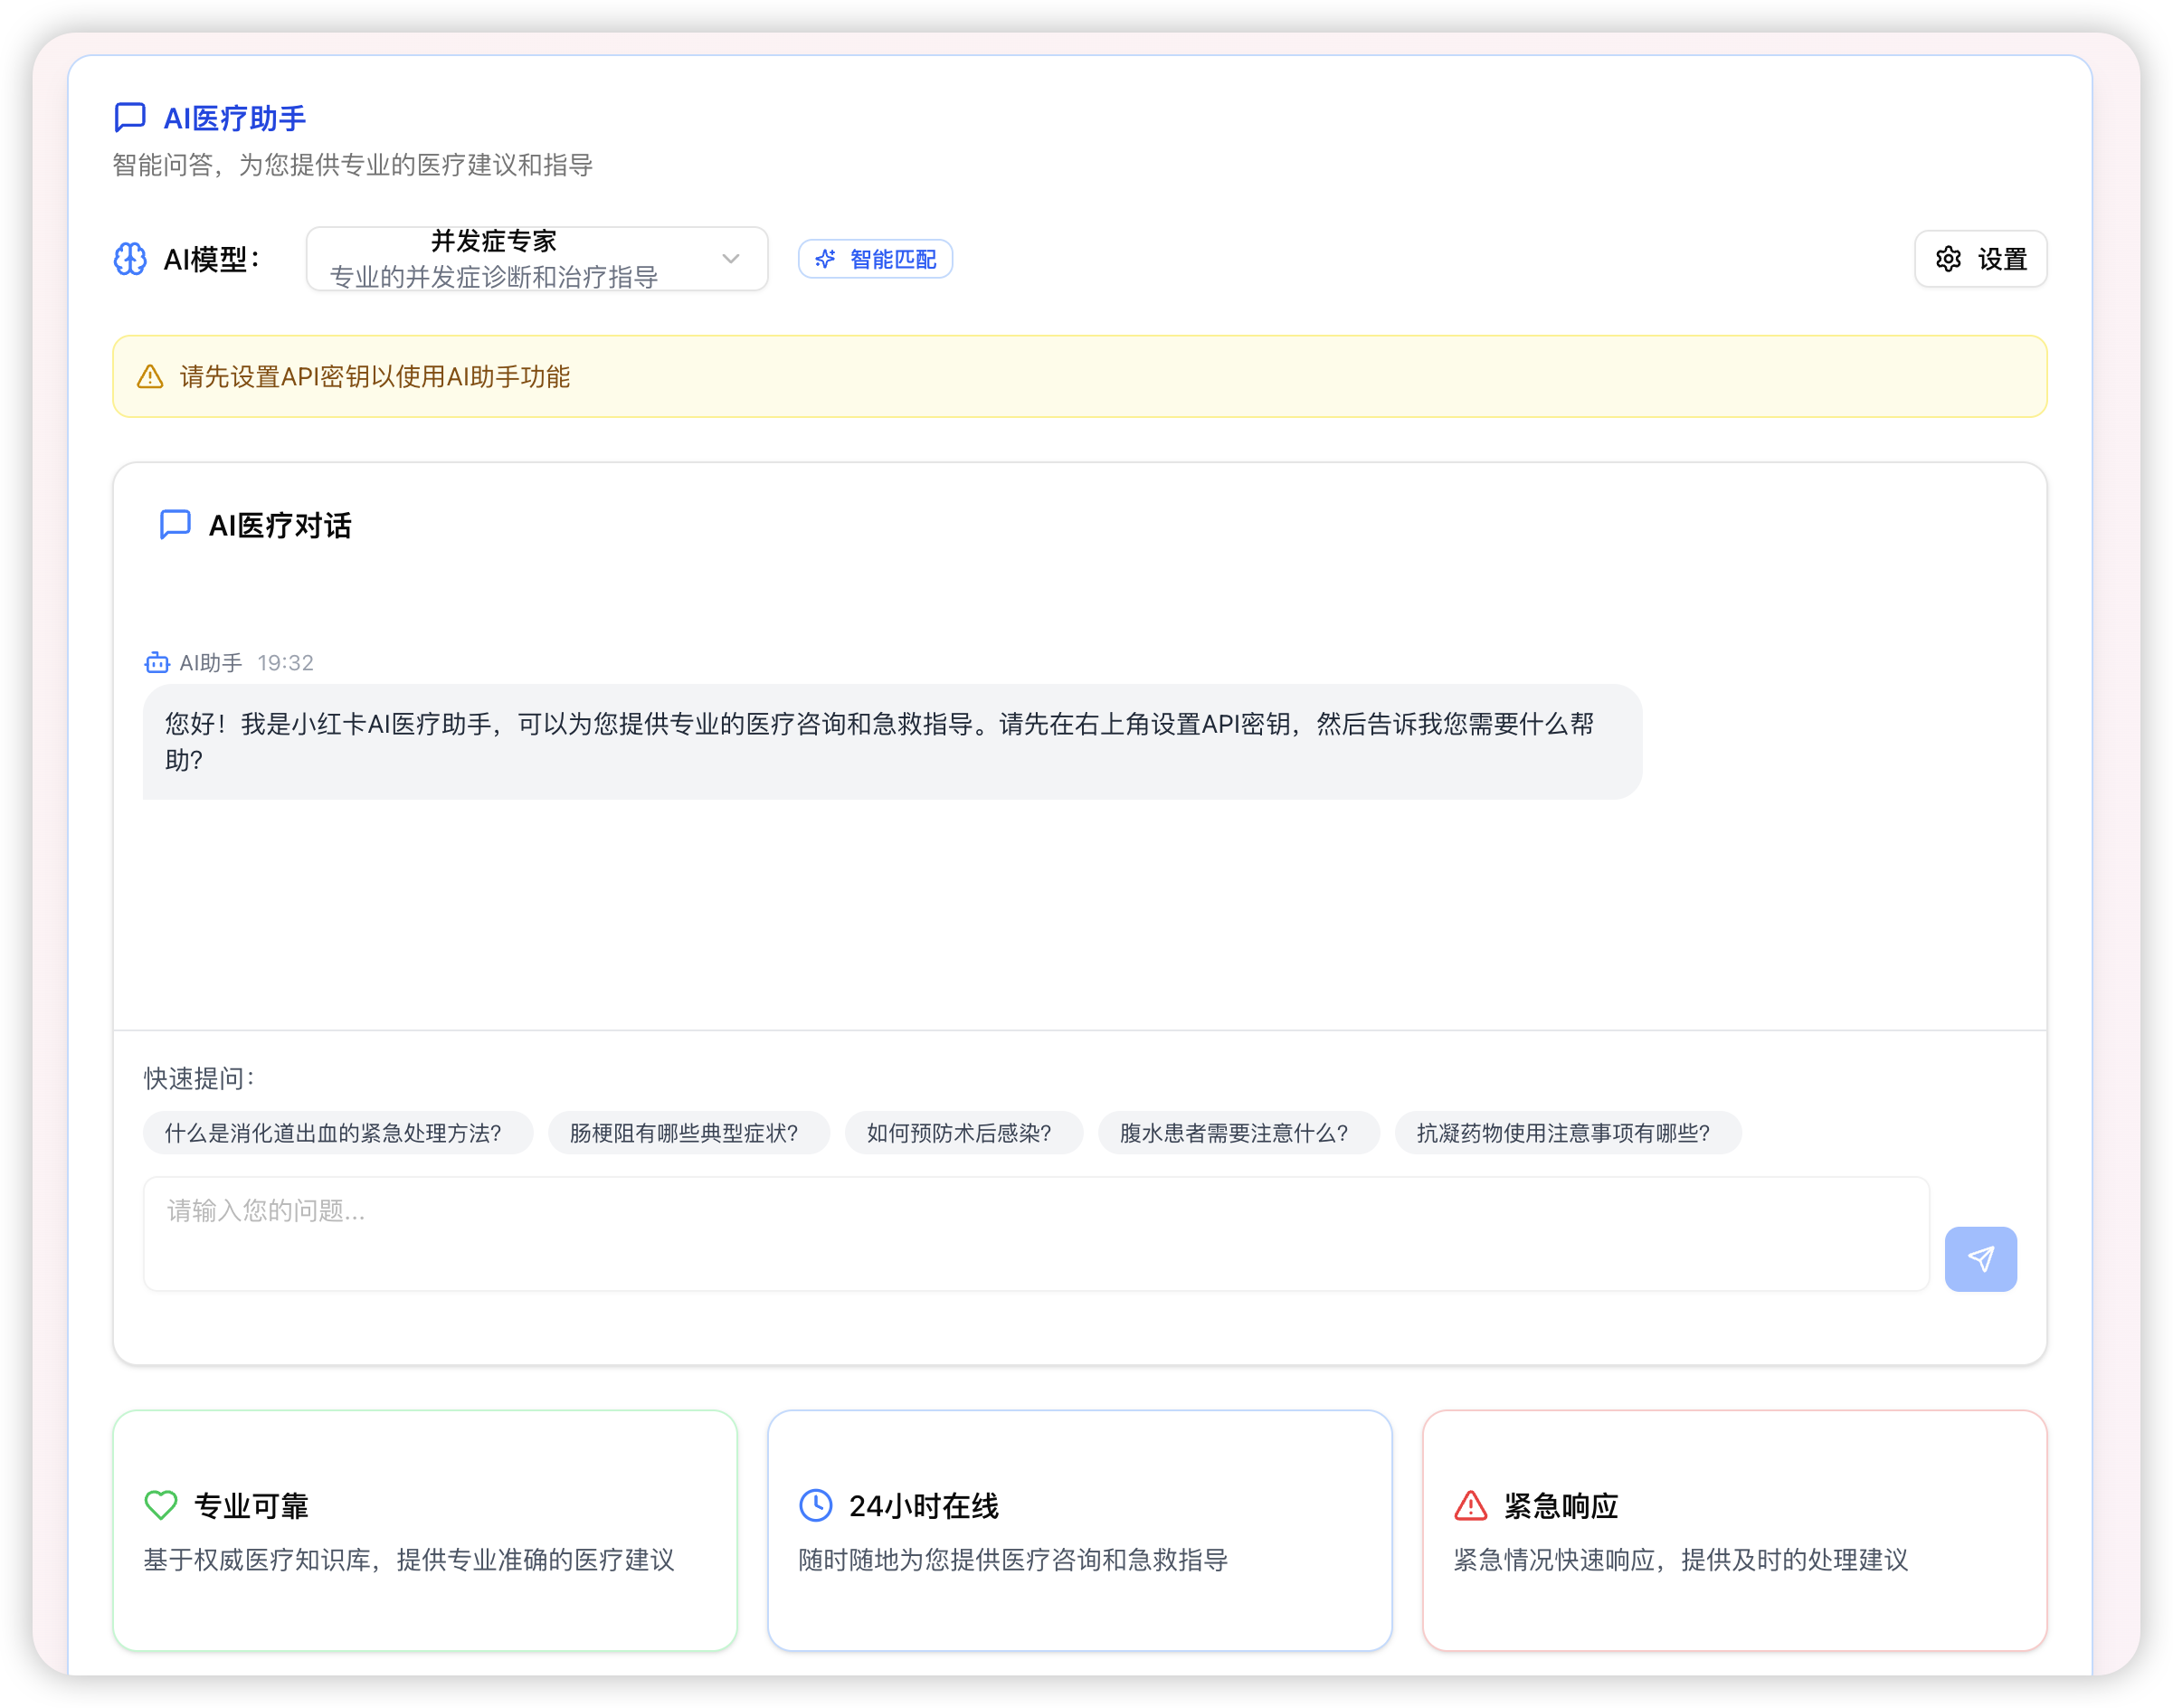 AI医疗助手
智能问答，为您提供专业的医疗建议和指导
AI模型：
并发症专家
专业的并发症诊断和治疗指导
智能匹配
设置
请先设置API密钥以使用AI助手功能
AI医疗对话
AI助手 19:32
您好！我是小红卡AI医疗助手，可以为您提供专业的医疗咨询和急救指导。请先在右上角设置API密钥，然后告诉我您需要什么帮
助？
快速提问：
什么是消化道出血的紧急处理方法？
肠梗阻有哪些典型症状？
如何预防术后感染？
腹水患者需要注意什么？
抗凝药物使用注意事项有哪些？
请输入您的问题...
专业可靠
基于权威医疗知识库，提供专业准确的医疗建议
24小时在线
随时随地为您提供医疗咨询和急救指导
紧急响应
紧急情况快速响应，提供及时的处理建议